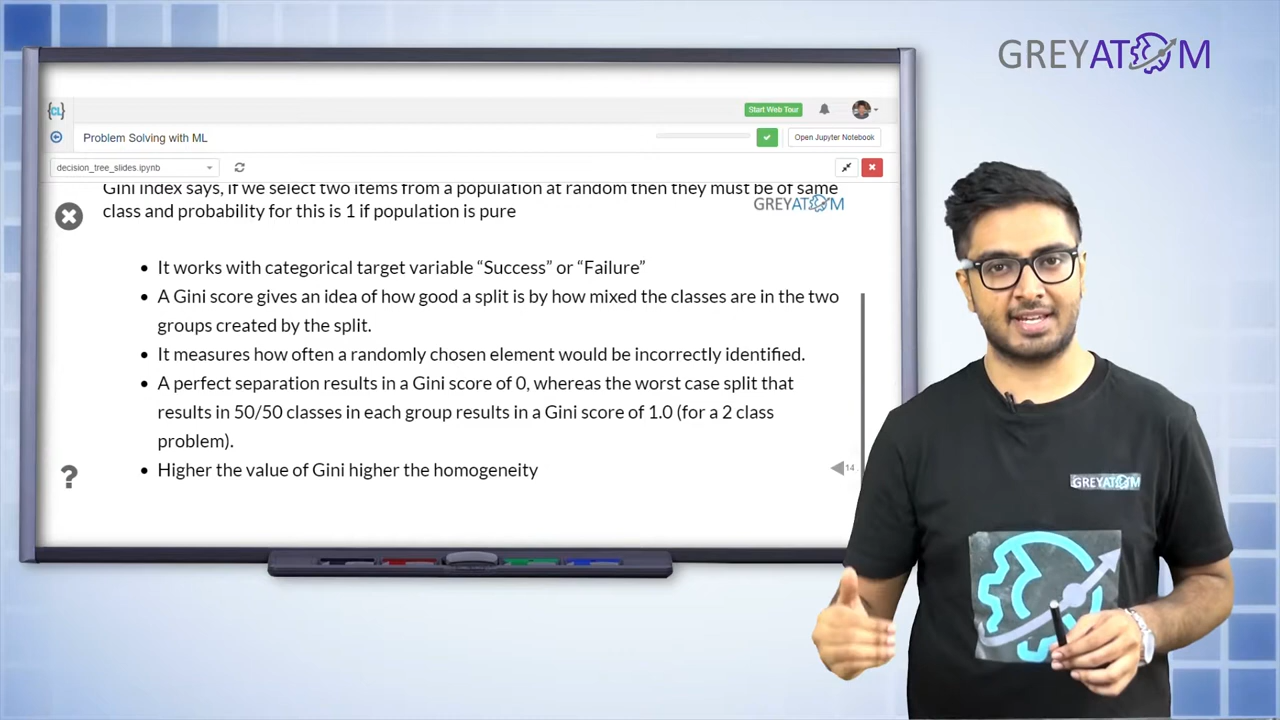 GREYATOM
{CL}
Start Web Tour
Problem Solving with ML
Open Jupyter Notebook
decision_tree_slides.ipynb
Gini index says, if we select two items from a population at random then they must be of same
class and probability for this is 1 if population is pure
GREYATOM
• It works with categorical target variable “Success” or “Failure”
• A Gini score gives an idea of how good a split is by how mixed the classes are in the two
groups created by the split.
• It measures how often a randomly chosen element would be incorrectly identified.
• A perfect separation results in a Gini score of 0, whereas the worst case split that
results in 50/50 classes in each group results in a Gini score of 1.0 (for a 2 class
problem).
• Higher the value of Gini higher the homogeneity
?
14
GREYATOM